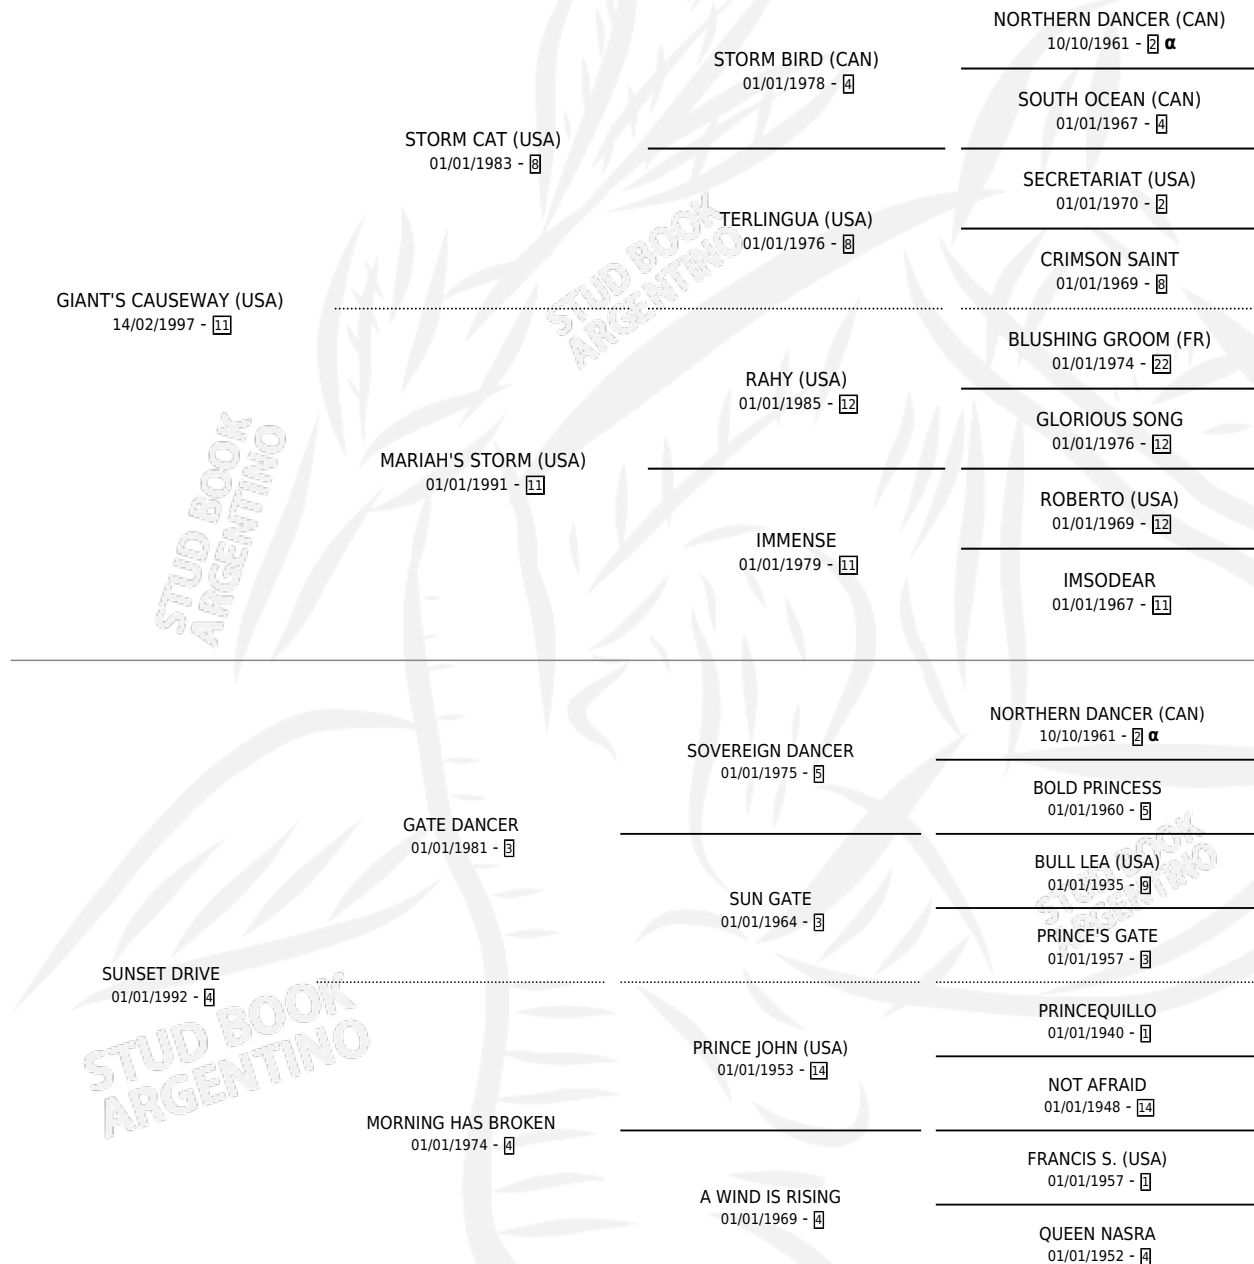 NORTHERN DANCER (CAN)
10/10/1961 - 2 α
STORM BIRD (CAN)
01/01/1978 - 4
SOUTH OCEAN (CAN)
01/01/1967 - 4
STORM CAT (USA)
01/01/1983 - 8
SECRETARIAT (USA)
01/01/1970 - 2
TERLINGUA (USA)
01/01/1976 - 8
CRIMSON SAINT
01/01/1969 - 8
GIANT'S CAUSEWAY (USA)
14/02/1997 - 11
BLUSHING GROOM (FR)
01/01/1974 - 22
RAHY (USA)
01/01/1985 - 12
GLORIOUS SONG
01/01/1976 - 12
MARIAH'S STORM (USA)
01/01/1991 - 11
ROBERTO (USA)
01/01/1969 - 12
IMMENSE
01/01/1979 - 11
IMSODEAR
01/01/1967 - 11
STUD BOOK
ARGENTINO
STUD BOOK
ARGENTINO
NORTHERN DANCER (CAN)
10/10/1961 - 2 α
SOVEREIGN DANCER
01/01/1975 - 5
BOLD PRINCESS
01/01/1960 - 5
GATE DANCER
01/01/1981 - 3
BULL LEA (USA)
01/01/1935 - 9
SUN GATE
01/01/1964 - 3
PRINCE'S GATE
01/01/1957 - 3
SUNSET DRIVE
01/01/1992 - 4
PRINCEQUILLO
01/01/1940 - 1
PRINCE JOHN (USA)
01/01/1953 - 14
NOT AFRAID
01/01/1948 - 14
MORNING HAS BROKEN
01/01/1974 - 4
FRANCIS S. (USA)
01/01/1957 - 1
A WIND IS RISING
01/01/1969 - 4
QUEEN NASRA
01/01/1952 - 4
STUD BOOK
ARGENTINO
STUD BOOK
ARGENTINO